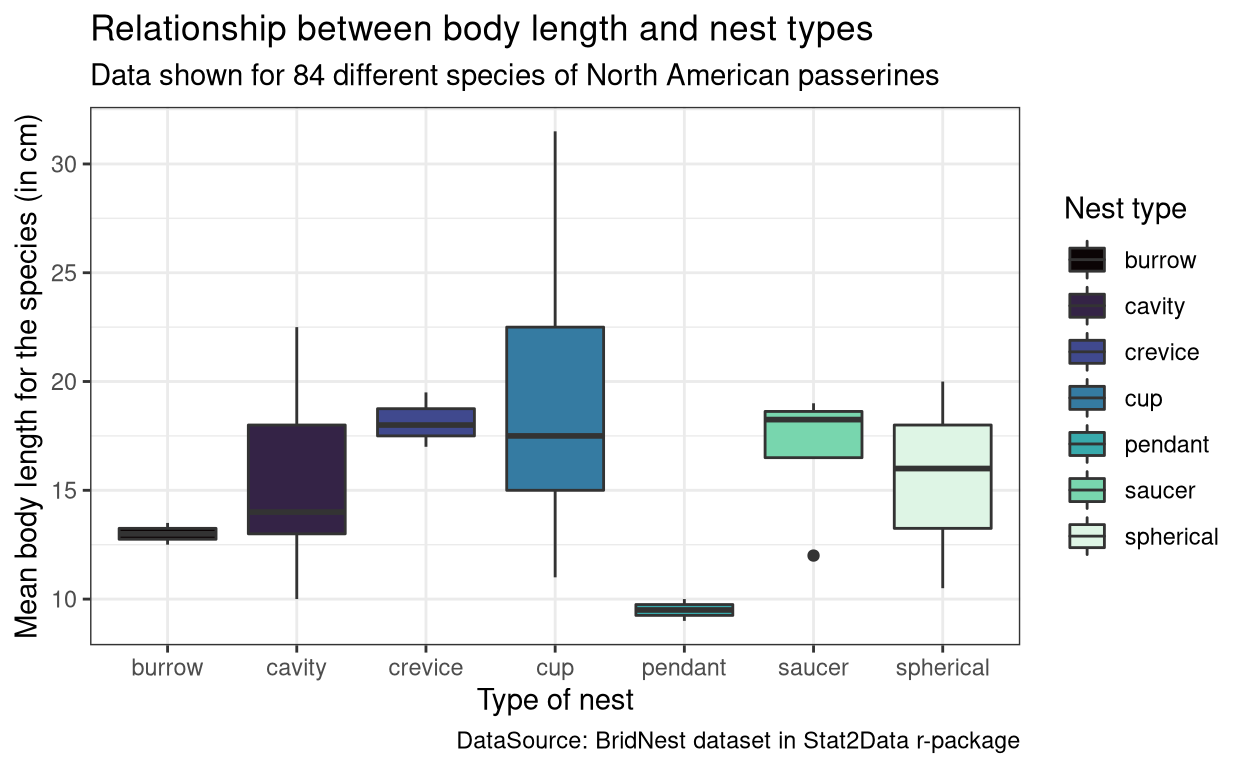 Relationship between body length and nest types
Data shown for 84 different species of North American passerines
Mean body length for the species (in cm)
30
25
20
15
10
burrow cavity crevice cup pendant saucer spherical
Type of nest
DataSource: BridNest dataset in Stat2Data r-package
Nest type
burrow
cavity
crevice
cup
pendant
saucer
spherical